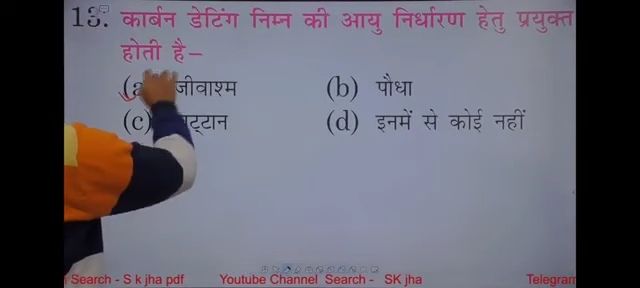 13. कार्बन डेटिंग निम्न की आयु निर्धारण हेतु प्रयुक्त
होती है–
(a) जीवाश्म (b) पौधा
(c) (d) इनमें से कोई नहीं
Search - S k jha pdf Youtube Channel Search - SK jha Telegram